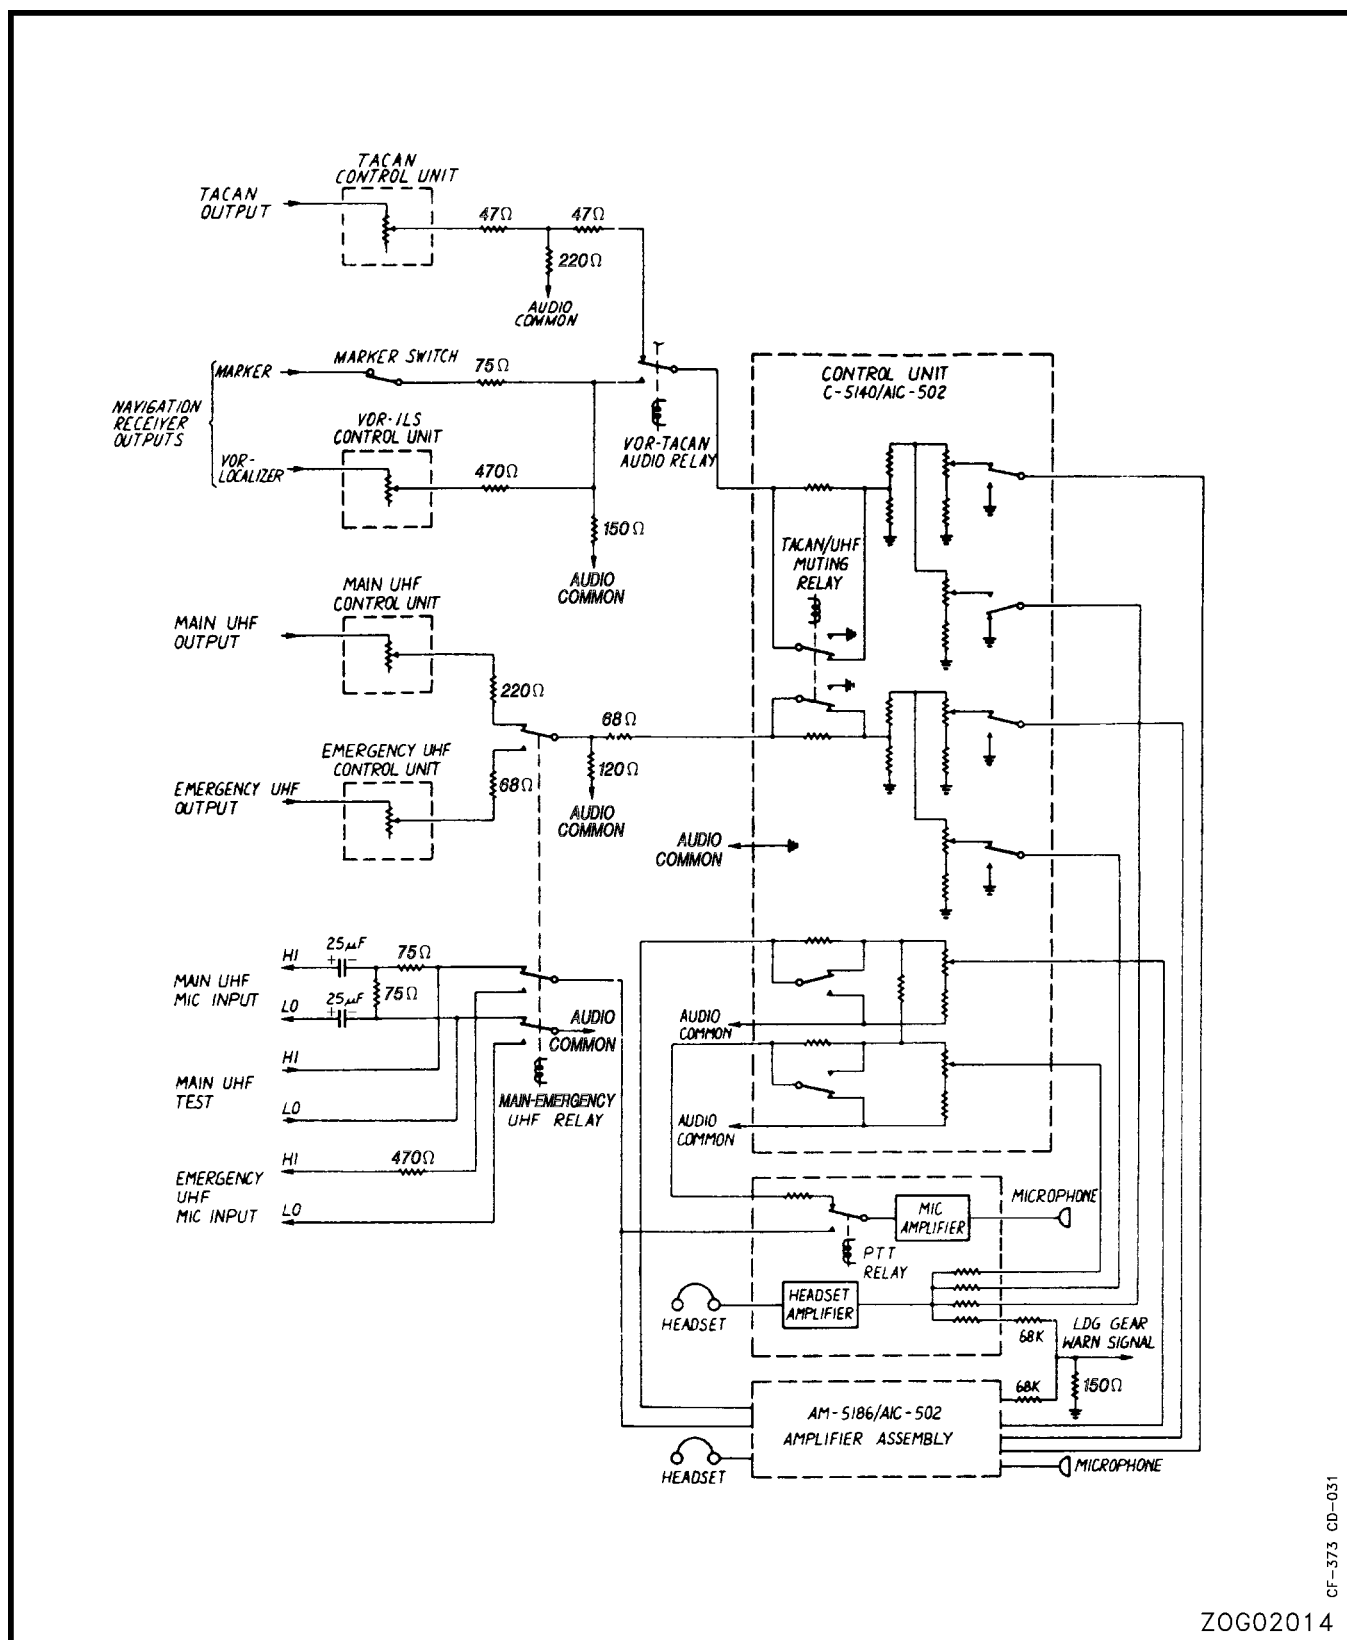 TACAN
CONTROL UNIT
TACAN
OUTPUT
47Ω
47Ω
220Ω
AUDIO
COMMON
MARKER
MARKER SWITCH
75Ω
NAVIGATION
RECEIVER
OUTPUTS
VOR-ILS
CONTROL UNIT
VOR-
LOCALIZER
470Ω
VOR-TACAN
AUDIO RELAY
150Ω
AUDIO
COMMON
CONTROL UNIT
C-5140/AIC-502
TACAN/UHF
MUTING
RELAY
MAIN UHF
CONTROL UNIT
MAIN UHF
OUTPUT
220Ω
68Ω
EMERGENCY UHF
CONTROL UNIT
EMERGENCY UHF
OUTPUT
68Ω
120Ω
AUDIO
COMMON
AUDIO
COMMON
HI
25μF
+ −
75Ω
MAIN UHF
MIC INPUT
75Ω
LO
25μF
+ −
AUDIO
COMMON
AUDIO
COMMON
HI
MAIN UHF
TEST
LO
MAIN-EMERGENCY
UHF RELAY
AUDIO
COMMON
HI
470Ω
EMERGENCY
UHF
MIC INPUT
LO
MIC
AMPLIFIER
MICROPHONE
PTT
RELAY
HEADSET
AMPLIFIER
HEADSET
68K
LDG GEAR
WARN SIGNAL
68K
150Ω
AM-5186/AIC-502
AMPLIFIER ASSEMBLY
HEADSET
MICROPHONE
CF-373 CD-031
ZOG02014